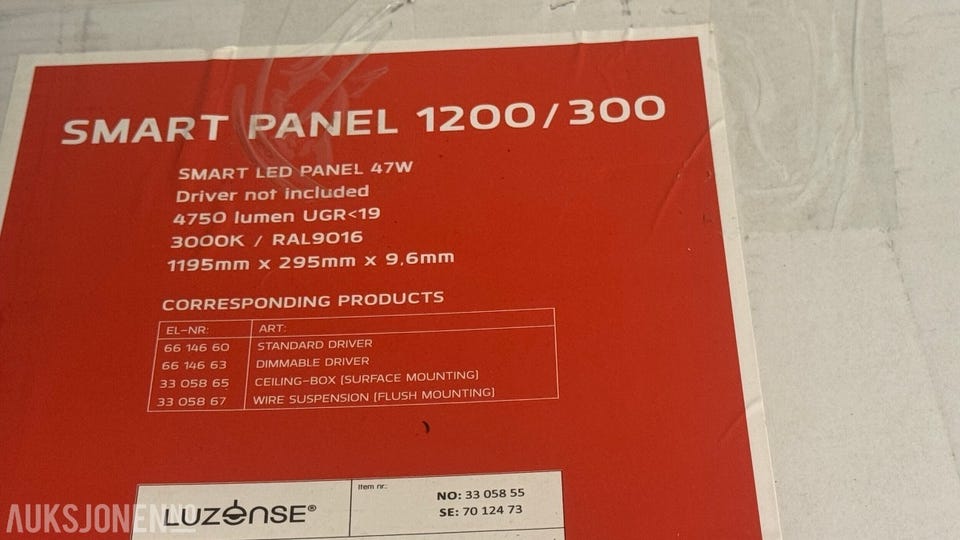 SMART PANEL 1200/300
SMART LED PANEL 47W
Driver not included
4750 lumen UGR<19
3000K / RAL9016
1195mm x 295mm x 9,6mm
CORRESPONDING PRODUCTS
EL-NR: ART:
66 146 60 STANDARD DRIVER
66 146 63 DIMMABLE DRIVER
33 058 65 CEILING-BOX (SURFACE MOUNTING)
33 058 67 WIRE SUSPENSION (FLUSH MOUNTING)
LUZENSE®
Item nr.:
NO: 33 058 55
SE: 70 124 73
AUKSJONEN.NO